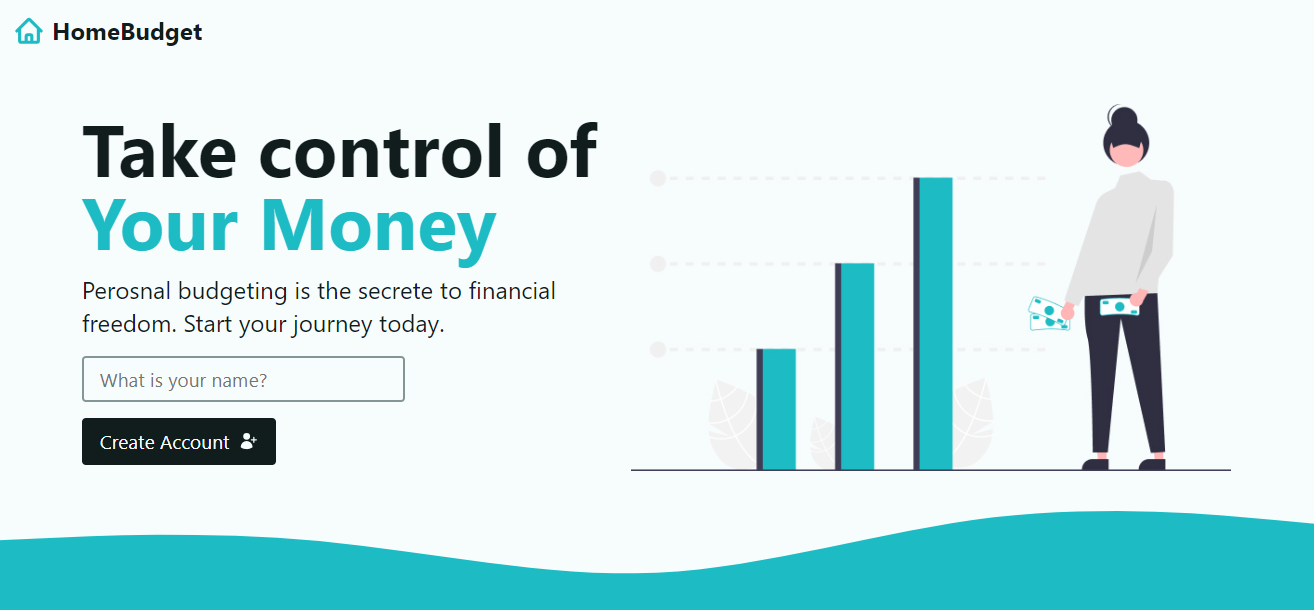 HomeBudget
Take control of
Your Money
Perosnal budgeting is the secrete to financial
freedom. Start your journey today.
What is your name?
Create Account